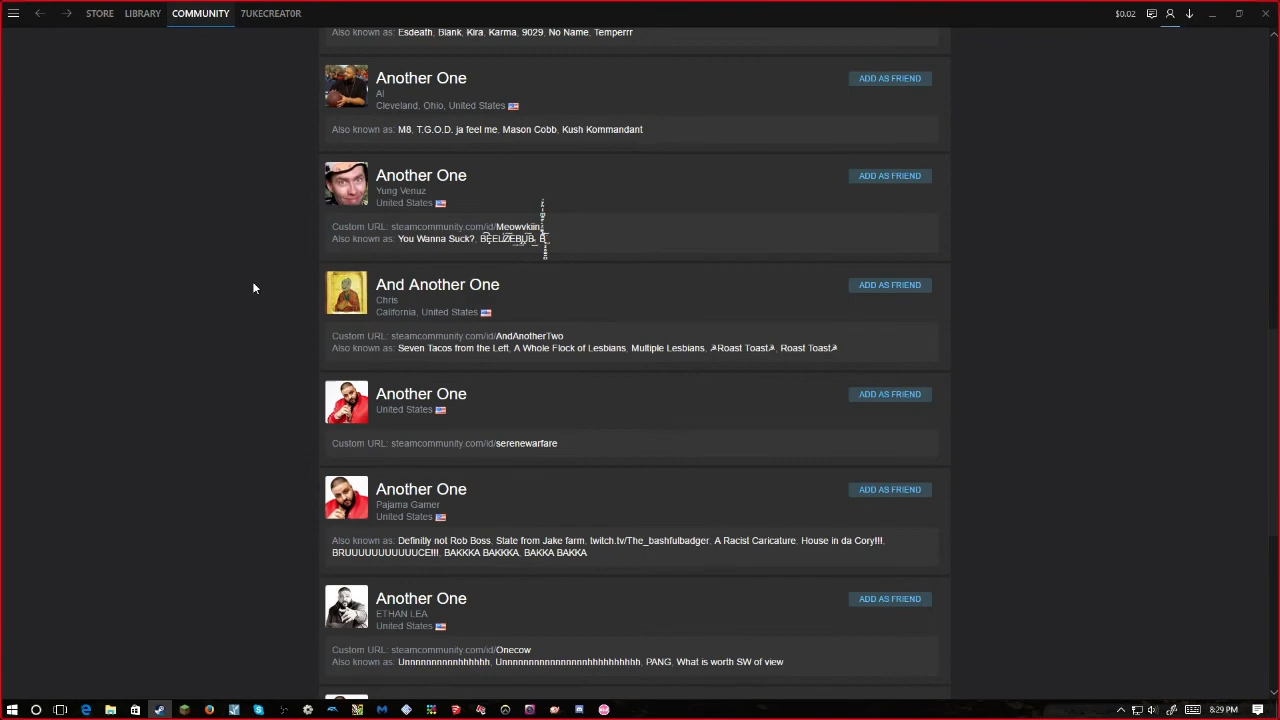 STORE LIBRARY COMMUNITY 7UKECREAT0R $0.02
Also known as: Esdeath, Blank, Kira, Karma, 9029, No Name, Temperrr
Another One ADD AS FRIEND
Al
Cleveland, Ohio, United States
Also known as: M8, T.G.O.D. ja feel me, Mason Cobb, Kush Kommandant
Another One ADD AS FRIEND
Yung Venuz
United States
Custom URL: steamcommunity.com/id/Meowvkiin
Also known as: You Wanna Suck?,
And Another One ADD AS FRIEND
Chris
California, United States
Custom URL: steamcommunity.com/id/AndAnotherTwo
Also known as: Seven Tacos from the Left, A Whole Flock of Lesbians, Multiple Lesbians, ☭Roast Toast☭, Roast Toast☭
Another One ADD AS FRIEND
United States
Custom URL: steamcommunity.com/id/serenewarfare
Another One ADD AS FRIEND
Pajama Gamer
United States
Also known as: Definitly not Rob Boss, State from Jake farm, twitch.tv/The_bashfulbadger, A Racist Caricature, House in da Cory!!!,
BRUUUUUUUUUUCE!!!, BAKKKA BAKKKA, BAKKA BAKKA
Another One ADD AS FRIEND
ETHAN LEA
United States
Custom URL: steamcommunity.com/id/Onecow
Also known as: Unnnnnnnnnhhhhhh, Unnnnnnnnnnnnnnnhhhhhhhhhh, PANG, What is worth SW of view
8:29 PM